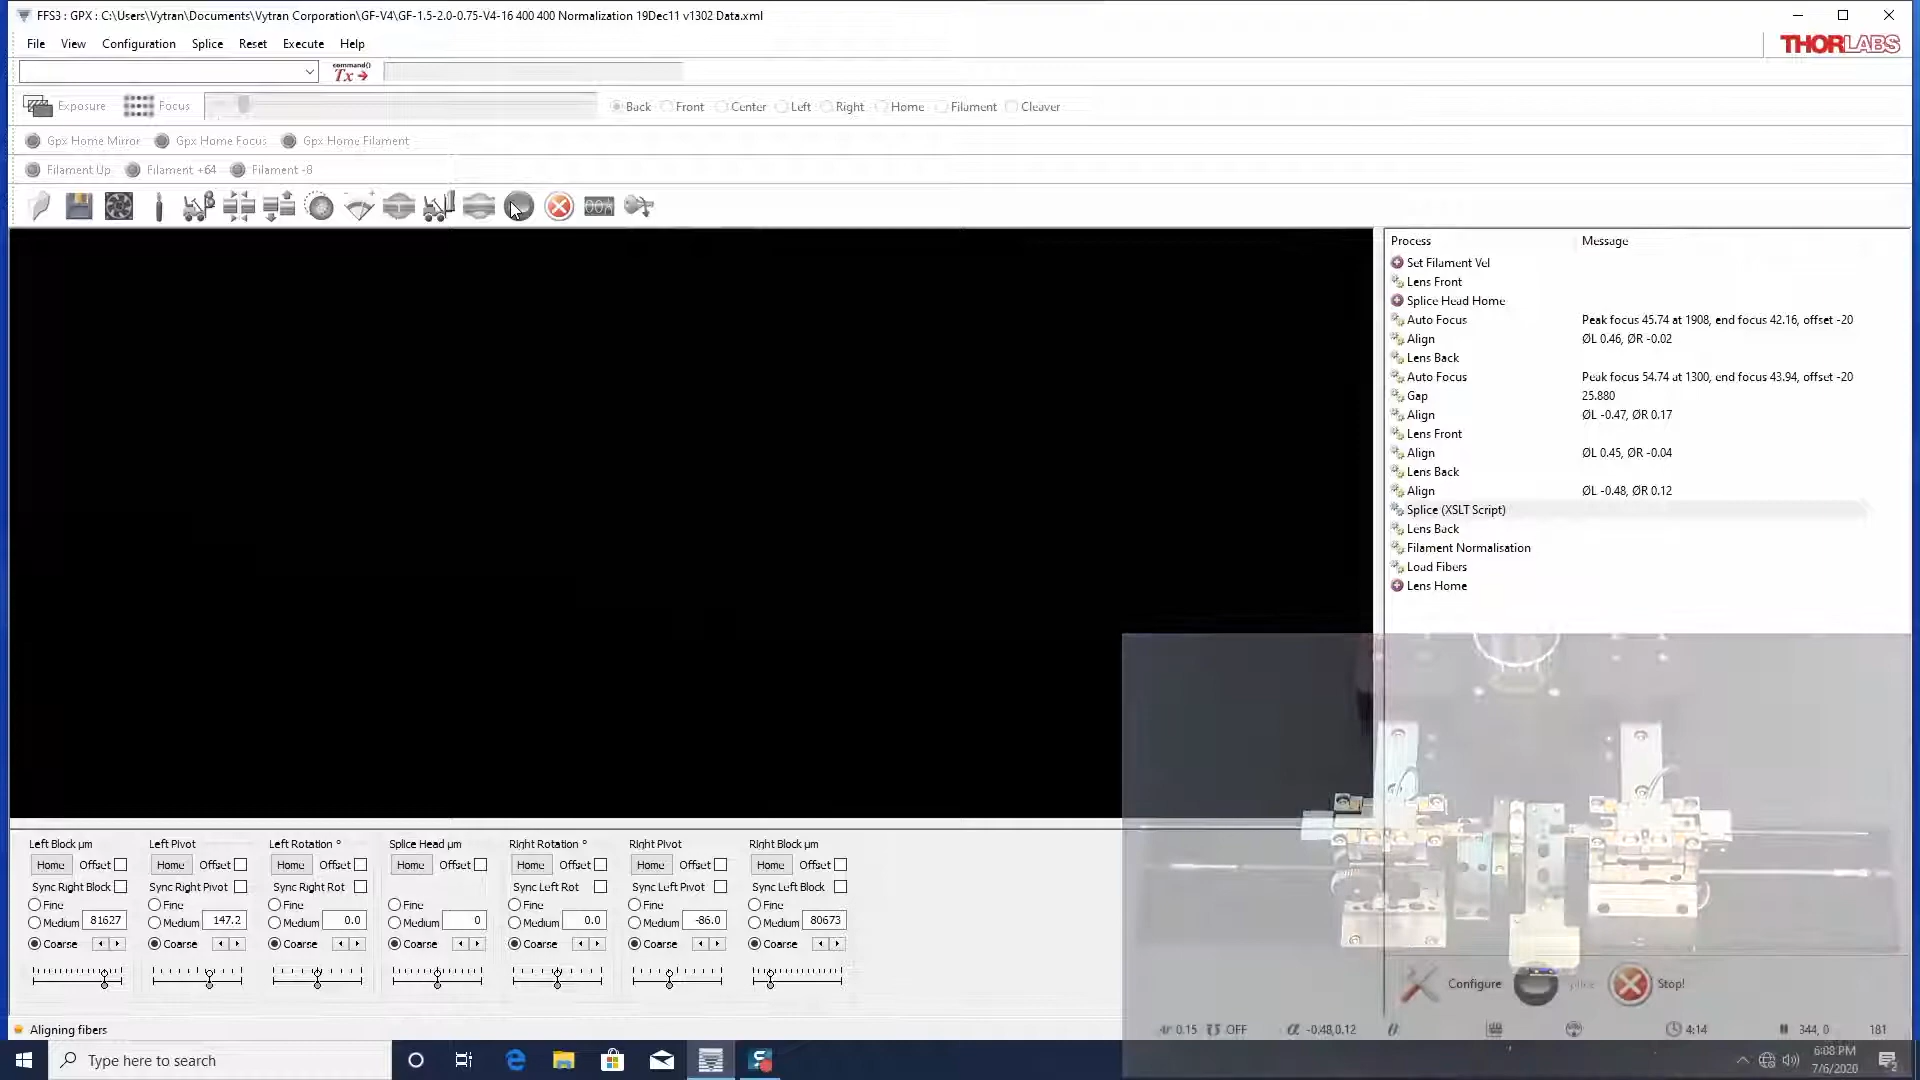 FFS3 : GPX : C:\Users\Vytran\Documents\Vytran Corporation\GF-V4\GF-1.5-2.0-0.75-V4-16 400 400 Normalization 19Dec11 v1302 Data.xml
File View Configuration Splice Reset Execute Help
THORLABS
command()
Tx
Exposure Focus Back Front Center Left Right Home Filament Cleaver
Gpx Home Mirror Gpx Home Focus Gpx Home Filament
Filament Up Filament +64 Filament -8
Process Message
Set Filament Vel
Lens Front
Splice Head Home
Auto Focus Peak focus 45.74 at 1908, end focus 42.16, offset -20
Align ØL 0.46, ØR -0.02
Lens Back
Auto Focus Peak focus 54.74 at 1300, end focus 43.94, offset -20
Gap 25.880
Align ØL -0.47, ØR 0.17
Lens Front
Align ØL 0.45, ØR -0.04
Lens Back
Align ØL -0.48, ØR 0.12
Splice (XSLT Script)
Lens Back
Filament Normalisation
Load Fibers
Lens Home
Left Block µm Left Pivot Left Rotation ° Splice Head µm Right Rotation ° Right Pivot Right Block µm
Home Offset Home Offset Home Offset Home Offset Home Offset Home Offset Home Offset
Sync Right Block Sync Right Pivot Sync Right Rot Sync Left Rot Sync Left Pivot Sync Left Block
Fine Fine Fine Fine Fine Fine Fine
Medium 81627 Medium 147.2 Medium 0.0 Medium 0 Medium 0.0 Medium -86.0 Medium 80673
Coarse Coarse Coarse Coarse Coarse Coarse Coarse
Configure Stop!
Aligning fibers 0.15 OFF -0.48,0.12 4:14 344, 0 181
Type here to search
6:08 PM
7/6/2020